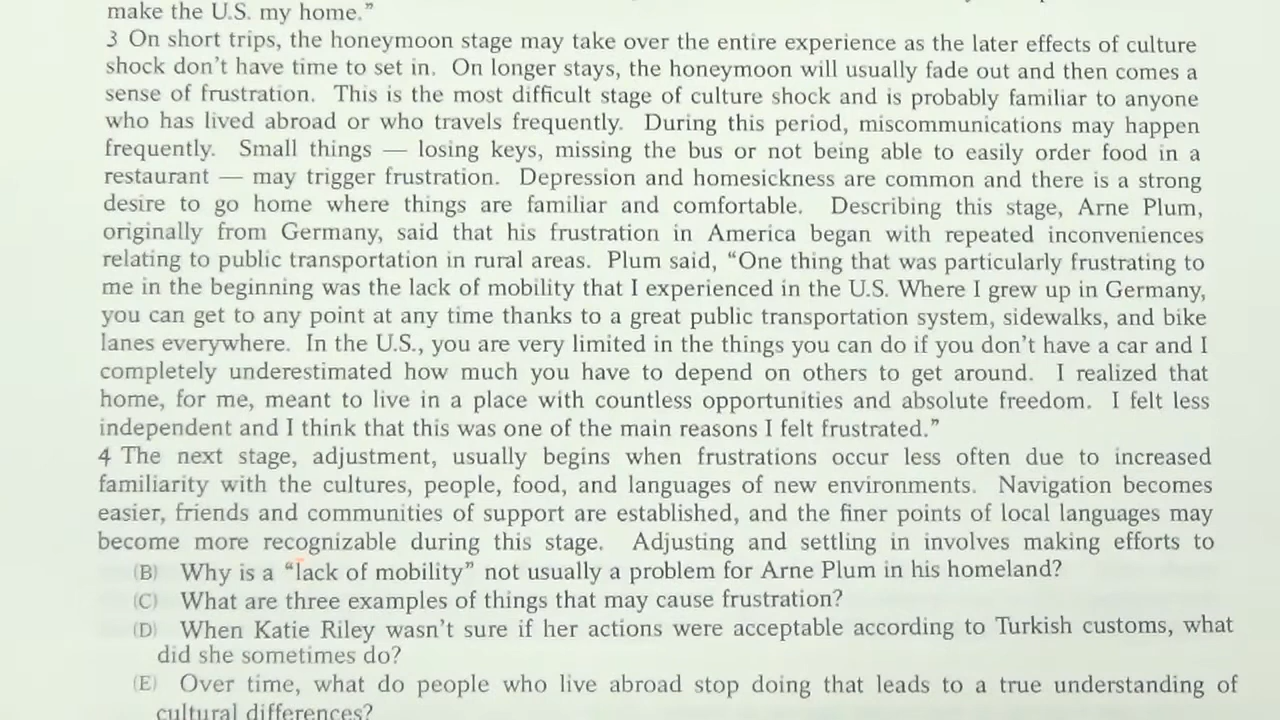 make the U.S. my home.”
3 On short trips, the honeymoon stage may take over the entire experience as the later effects of culture
shock don’t have time to set in. On longer stays, the honeymoon will usually fade out and then comes a
sense of frustration. This is the most difficult stage of culture shock and is probably familiar to anyone
who has lived abroad or who travels frequently. During this period, miscommunications may happen
frequently. Small things — losing keys, missing the bus or not being able to easily order food in a
restaurant — may trigger frustration. Depression and homesickness are common and there is a strong
desire to go home where things are familiar and comfortable. Describing this stage, Arne Plum,
originally from Germany, said that his frustration in America began with repeated inconveniences
relating to public transportation in rural areas. Plum said, “One thing that was particularly frustrating to
me in the beginning was the lack of mobility that I experienced in the U.S. Where I grew up in Germany,
you can get to any point at any time thanks to a great public transportation system, sidewalks, and bike
lanes everywhere. In the U.S., you are very limited in the things you can do if you don’t have a car and I
completely underestimated how much you have to depend on others to get around. I realized that
home, for me, meant to live in a place with countless opportunities and absolute freedom. I felt less
independent and I think that this was one of the main reasons I felt frustrated.”
4 The next stage, adjustment, usually begins when frustrations occur less often due to increased
familiarity with the cultures, people, food, and languages of new environments. Navigation becomes
easier, friends and communities of support are established, and the finer points of local languages may
become more recognizable during this stage. Adjusting and settling in involves making efforts to
(B) Why is a “lack of mobility” not usually a problem for Arne Plum in his homeland?
(C) What are three examples of things that may cause frustration?
(D) When Katie Riley wasn’t sure if her actions were acceptable according to Turkish customs, what
did she sometimes do?
(E) Over time, what do people who live abroad stop doing that leads to a true understanding of
cultural differences?